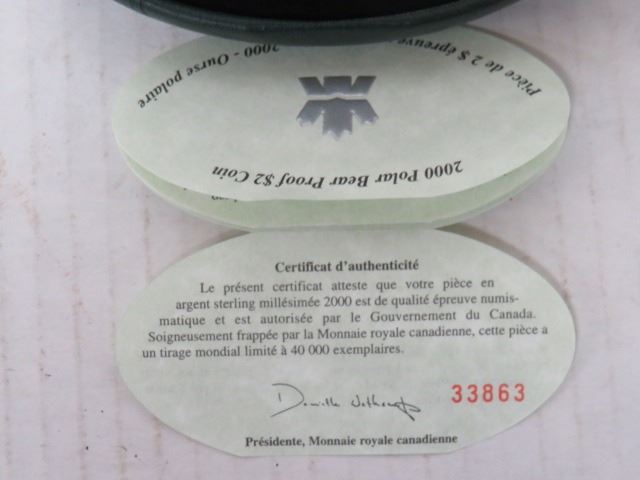 2000 Polar Bear Proof $2 Coin
Pièce de 2 $ épreuve
2000 - Ourse polaire
Certificat d'authenticité
Le présent certificat atteste que votre pièce en
argent sterling millésimée 2000 est de qualité épreuve numis-
matique et est autorisée par le Gouvernement du Canada.
Soigneusement frappée par la Monnaie royale canadienne, cette pièce a
un tirage mondial limité à 40 000 exemplaires.
33863
Présidente, Monnaie royale canadienne